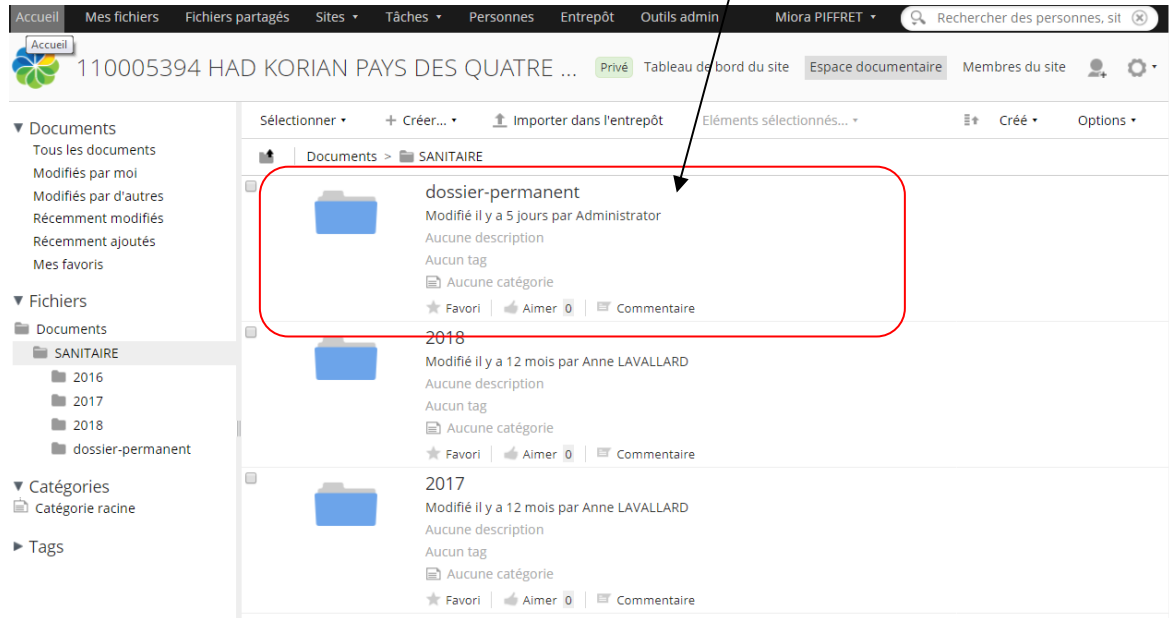 Accueil Mes fichiers Fichiers partagés Sites Tâches Personnes Entrepôt Outils admin Miora PIFFRET Rechercher des personnes, sit
Accueil
110005394 HAD KORIAN PAYS DES QUATRE ... Privé Tableau de bord du site Espace documentaire Membres du site
Documents
Tous les documents
Modifiés par moi
Modifiés par d'autres
Récemment modifiés
Récemment ajoutés
Mes favoris
Fichiers
Documents
SANITAIRE
2016
2017
2018
dossier-permanent
Catégories
Catégorie racine
Tags
Sélectionner + Créer... Importer dans l'entrepôt Eléments sélectionnés... Créé Options
Documents > SANITAIRE
dossier-permanent
Modifié il y a 5 jours par Administrator
Aucune description
Aucun tag
Aucune catégorie
Favori Aimer 0 Commentaire
2018
Modifié il y a 12 mois par Anne LAVALLARD
Aucune description
Aucun tag
Aucune catégorie
Favori Aimer 0 Commentaire
2017
Modifié il y a 12 mois par Anne LAVALLARD
Aucune description
Aucun tag
Aucune catégorie
Favori Aimer 0 Commentaire